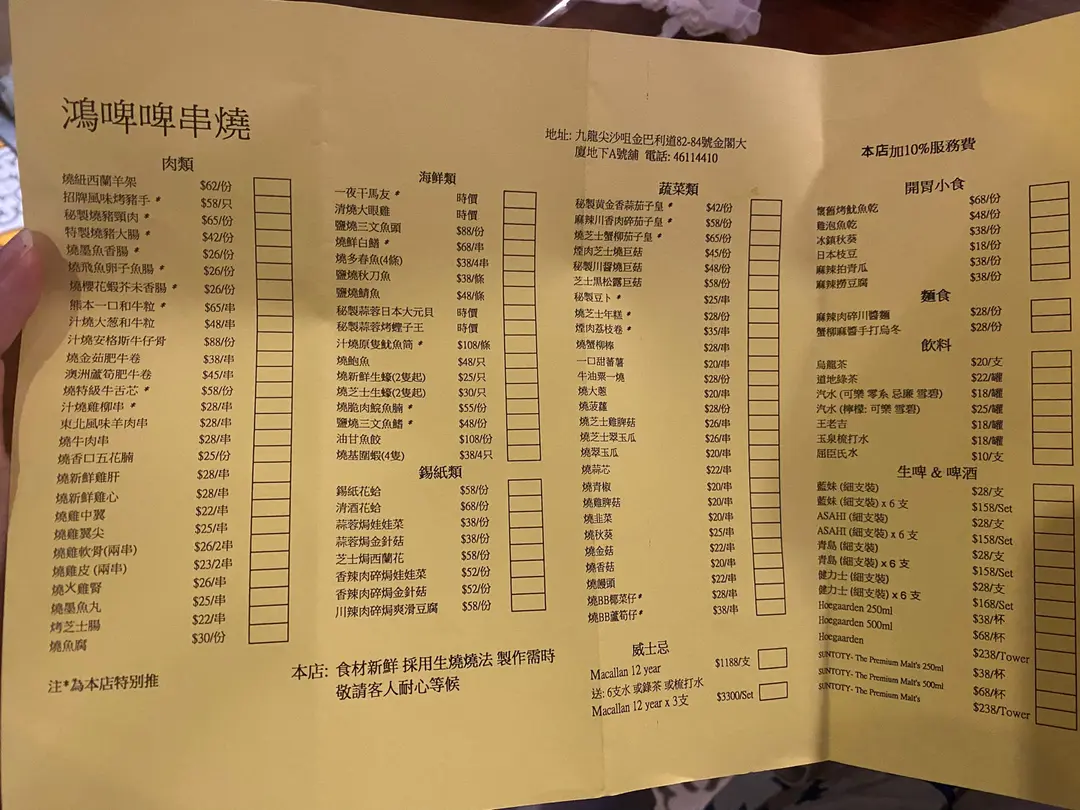 鴻啤啤串燒
肉類
燒紐西蘭羊架 $62/份
招牌風味烤豬手 * $58/只
秘製燒豬頸肉 * $65/份
特製燒豬大腸 * $42/份
燒墨魚香腸 * $26/份
燒飛魚卵子魚腸 * $26/份
燒櫻花蝦芥未香腸 * $26/份
熊本一口和牛粒 * $65/串
汁燒大葱和牛粒 $48/串
汁燒安格斯牛仔骨 $88/份
燒金茹肥牛卷 $38/串
澳洲蘆筍肥牛卷 $45/串
燒特級牛舌芯 * $58/份
汁燒雞柳串 * $28/串
東北風味羊肉串 $28/串
燒牛肉串 $28/串
燒香口五花腩 $25/份
燒新鮮雞肝 $28/串
燒新鮮雞心 $28/串
燒雞中翼 $22/串
燒雞翼尖 $25/串
燒雞軟骨(兩串) $26/2串
燒雞皮 (兩串) $23/2串
燒火雞腎 $26/串
燒墨魚丸 $25/串
烤芝士腸 $22/串
燒魚腐 $30/份
注*為本店特别推
海鮮類
一夜干馬友 * 時價
清燒大眼雞 時價
鹽燒三文魚頭 $88/份
燒鮮白鱔 * $68/串
燒多春魚(4條) $38/4串
鹽燒秋刀魚 $38/條
鹽燒鯖魚 $48/條
秘製蒜蓉日本大元貝 時價
秘製蒜蓉烤蟶子王 時價
汁燒原隻魷魚筒 * $108/條
燒鮑魚 $48/只
燒新鮮生蠔(2隻起) $25/只
燒芝士生蠔(2隻起) $30/只
燒脆肉鯇魚腩 * $55/份
鹽燒三文魚鰭 * $48/份
油甘魚餃 $108/份
燒基圍蝦(4隻) $38/4只
錫紙類
錫紙花蛤 $58/份
清酒花蛤 $68/份
蒜蓉焗娃娃菜 $38/份
蒜蓉焗金針菇 $38/份
芝士焗西蘭花 $58/份
香辣肉碎焗娃娃菜 $52/份
香辣肉碎焗金針菇 $52/份
川辣肉碎焗爽滑豆腐 $58/份
本店: 食材新鮮 採用生燒燒法 製作需時
敬請客人耐心等候
地址: 九龍尖沙咀金巴利道82-84號金閣大
廈地下A號舖 電話: 46114410
蔬菜類
秘製黄金香蒜茄子皇 * $42/份
麻辣川香肉碎茄子皇 * $58/份
燒芝士蟹柳茄子皇 * $65/份
煙肉芝士燒巨菇 $45/份
秘製川醬燒巨菇 $48/份
芝士黒松露巨菇 $58/份
秘製豆卜 * $25/串
燒芝士年糕 * $28/串
煙肉荔枝卷 * $35/串
燒蟹柳棒 $28/串
一口甜蕃薯 $20/串
牛油粟一燒 $28/份
燒大葱 $20/串
燒菠蘿 $28/份
燒芝士雞脾菇 $26/串
燒芝士翠玉瓜 $26/串
燒翠玉瓜 $20/串
燒蒜芯 $22/串
燒青椒 $20/串
燒雞脾菇 $20/串
燒韭菜 $20/串
燒秋葵 $25/串
燒金菇 $22/串
燒香菇 $20/串
燒饅頭 $22/串
燒BB椰菜仔 * $28/串
燒BB蘆筍仔 * $38/串
威士忌
Macallan 12 year $1188/支
送: 6支水 或綠茶 或梳打水
Macallan 12 year x 3支 $3300/Set
本店加10%服務費
開胃小食
懷舊烤魷魚乾 $68/份
雞泡魚乾 $48/份
冰鎮秋葵 $38/份
日本枝豆 $18/份
麻辣拍青瓜 $38/份
麻辣撈豆腐 $38/份
麵食
麻辣肉碎川醬麵 $28/份
蟹柳麻醬手打烏冬 $28/份
飲料
烏龍茶 $20/支
道地綠茶 $22/罐
汽水 (可樂 零系 忌廉 雪碧) $18/罐
汽水 (檸檬: 可樂 雪碧) $25/罐
王老吉 $18/罐
玉泉梳打水 $18/罐
屈臣氏水 $10/支
生啤 & 啤酒
藍妹 (細支裝) $28/支
藍妹 (細支裝) x 6 支 $158/Set
ASAHI (細支裝) $28/支
ASAHI (細支裝) x 6 支 $158/Set
青島 (細支裝) $28/支
青島 (細支裝) x 6支 $158/Set
健力士 (細支裝) $28/支
健力士 (細支裝) x 6支 $168/Set
Hoegaarden 250ml $38/杯
Hoegaarden 500ml $68/杯
Hoegaarden $238/Tower
SUNTOTY- The Premium Malt's 250ml $38/杯
SUNTOTY- The Premium Malt's 500ml $68/杯
SUNTOTY- The Premium Malt's $238/Tower